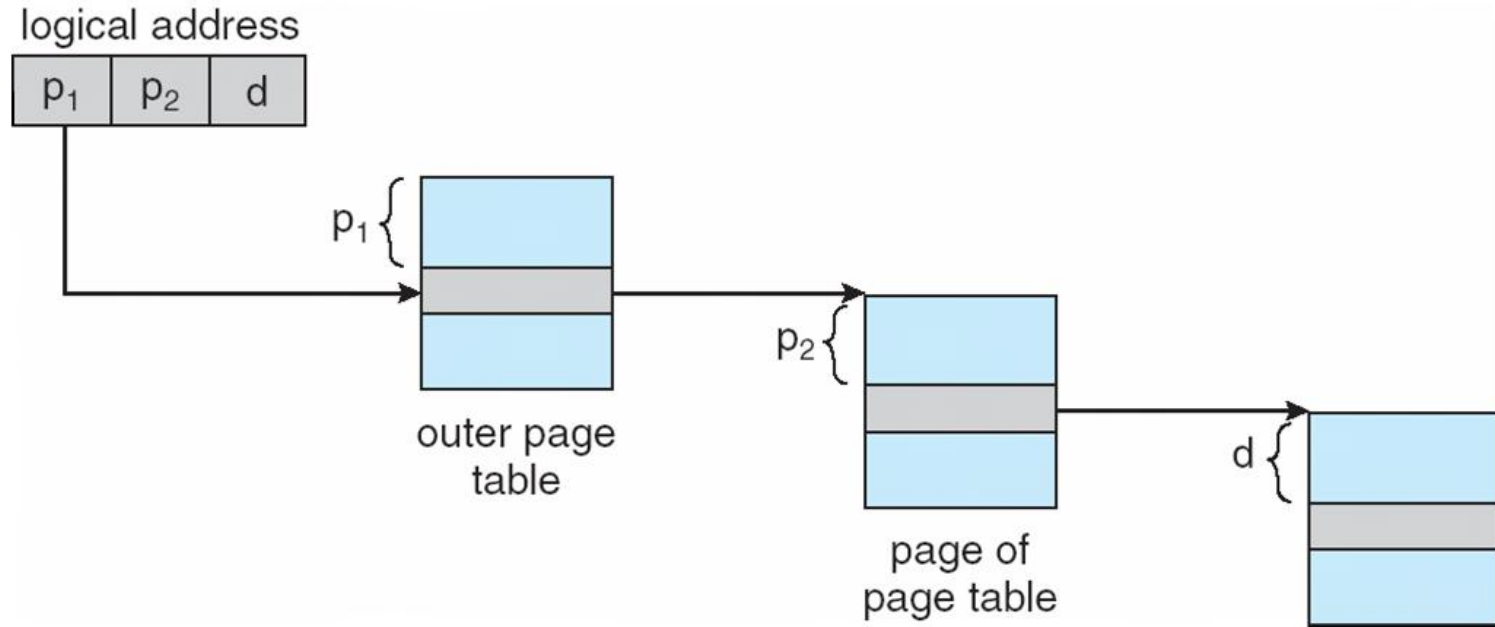 logical address
p₁ p₂ d
p₁
outer page
table
p₂
page of
page table
d